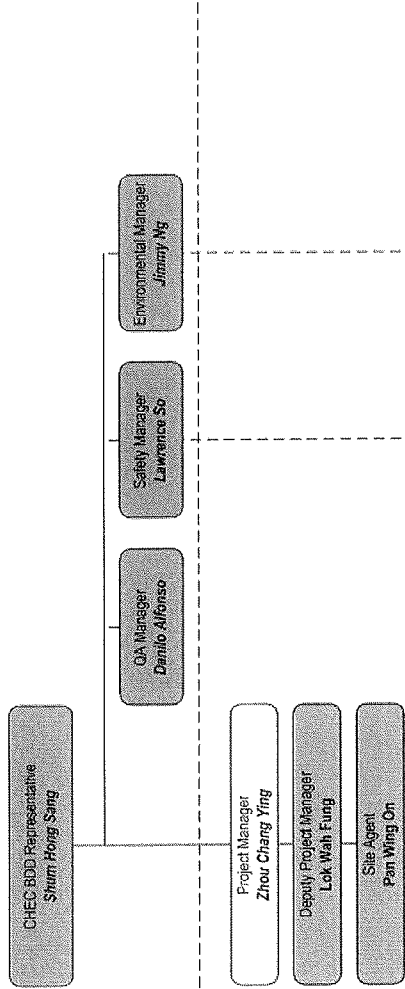 CHEC BDD Representative
Shum Hong Sang
QA Manager
Danilo Alfonso
Safety Manager
Lawrence So
Environmental Manager
Jimmy Ng
Project Manager
Zhou Chang Ying
Deputy Project Manager
Lok Wah Fung
Site Agent
Pan Wing On